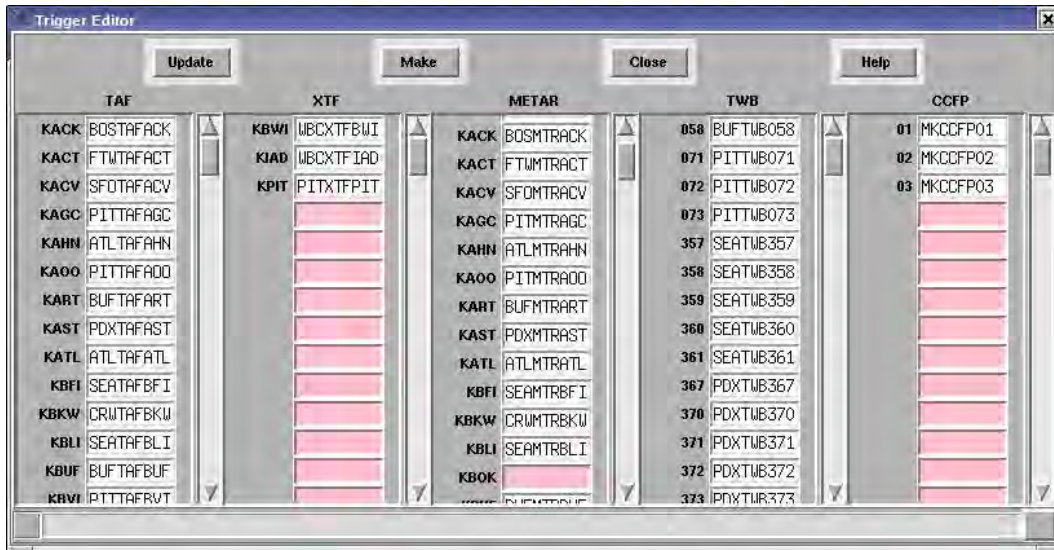 Trigger Editor
Update Make Close Help
TAF XTF METAR TWB CCFP
KACK BOSTAFACK KBWI WBCXTFBWI KACK BOSMTRACK 058 BUFTWB058 01 MKCCFP01
KACT FTWTAFACT KIAD WBCXTFIAD KACT FTWMTRACT 071 PITTWB071 02 MKCCFP02
KACV SFOTAFACV KPIT PITXTFPIT KACV SFOMTRACV 072 PITTWB072 03 MKCCFP03
KAGC PITTAFAGC KAGC PITMTRAGC 073 PITTWB073
KAHN ATLTAFAHN KAHN ATLMTRAHN 357 SEATWB357
KAOO PITTAFAOO KAOO PITMTRAOO 358 SEATWB358
KART BUFTAFART KART BUFMTRART 359 SEATWB359
KAST PDXTAFAST KAST PDXMTRAST 360 SEATWB360
KATL ATLTAFATL KATL ATLMTRATL 361 SEATWB361
KBFI SEATAFBFI KBFI SEAMTRBFI 367 PDXTWB367
KBKW CRWTAFBKW KBKW CRWMTRBKW 370 PDXTWB370
KBLI SEATAFBLI KBLI SEAMTRBLI 371 PDXTWB371
KBUF BUFTAFBUF KBOK 372 PDXTWB372
KBVI PITTAFBVI 373 PDXTWB373